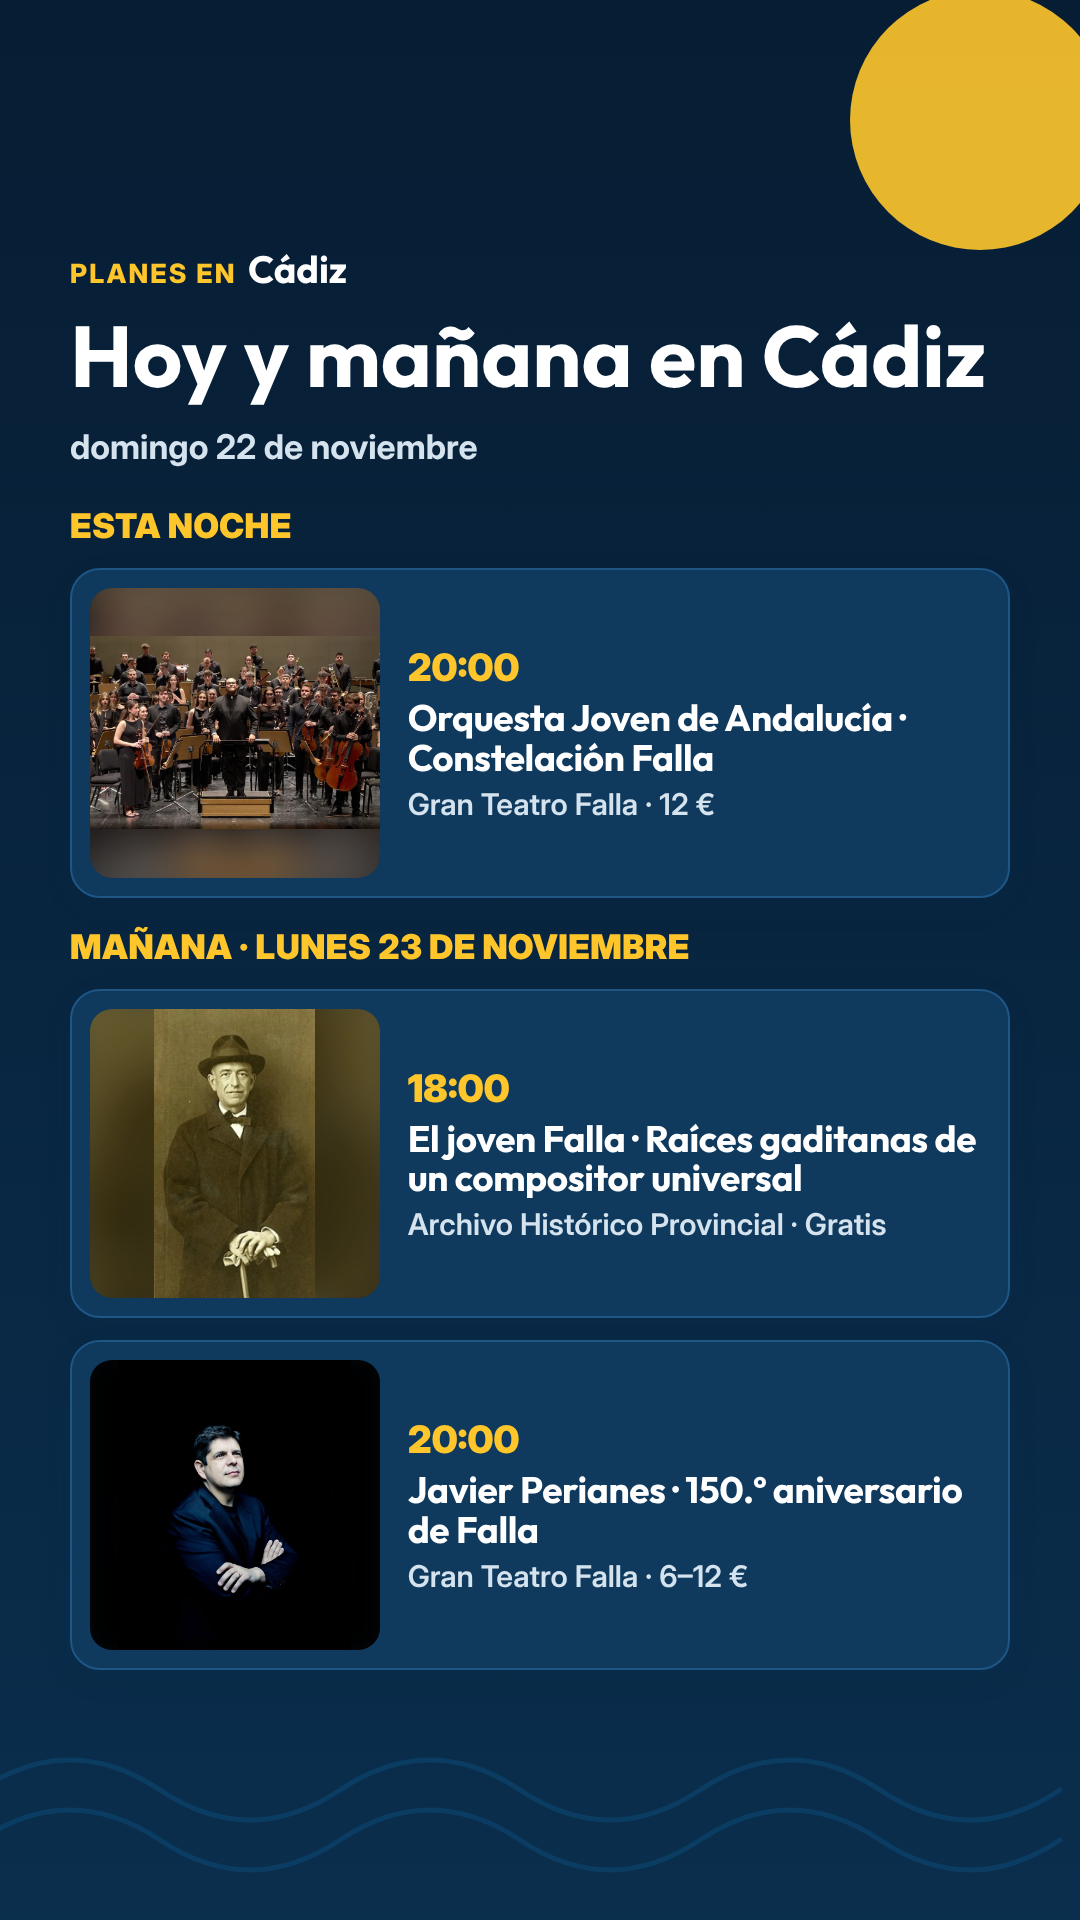 PLANES EN Cádiz
Hoy y mañana en Cádiz
domingo 22 de noviembre
ESTA NOCHE
20:00
Orquesta Joven de Andalucía ·
Constelación Falla
Gran Teatro Falla · 12 €
MAÑANA · LUNES 23 DE NOVIEMBRE
18:00
El joven Falla · Raíces gaditanas de
un compositor universal
Archivo Histórico Provincial · Gratis
20:00
Javier Perianes · 150.º aniversario
de Falla
Gran Teatro Falla · 6–12 €